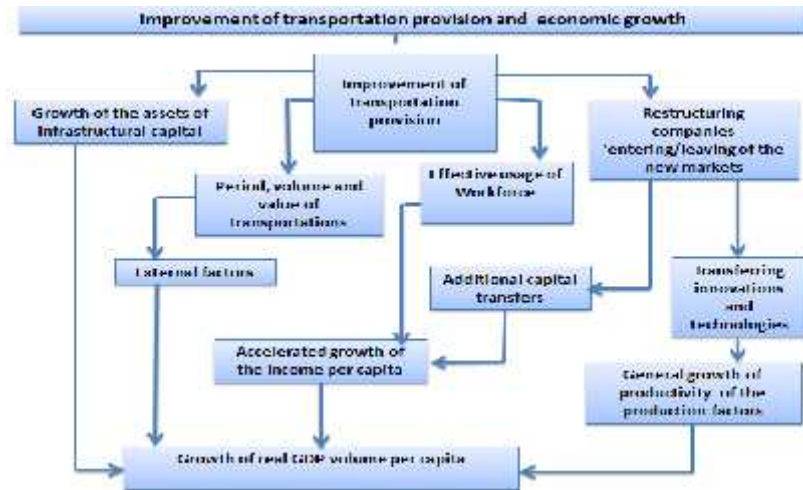 Improvement of transportation provision and economic growth
Improvement of
transportation
provision
Growth of the assets of
infrastructural capital
Restructuring
companies
'entering/leaving of the
new markets
Period, volume and
value of
transportations
Effective usage of
Workforce
External factors
Additional capital
transfers
Transferring
innovations
and
technologies
Accelerated growth of
the income per capita
General growth of
productivity of the
production factors
Growth of real GDP volume per capita